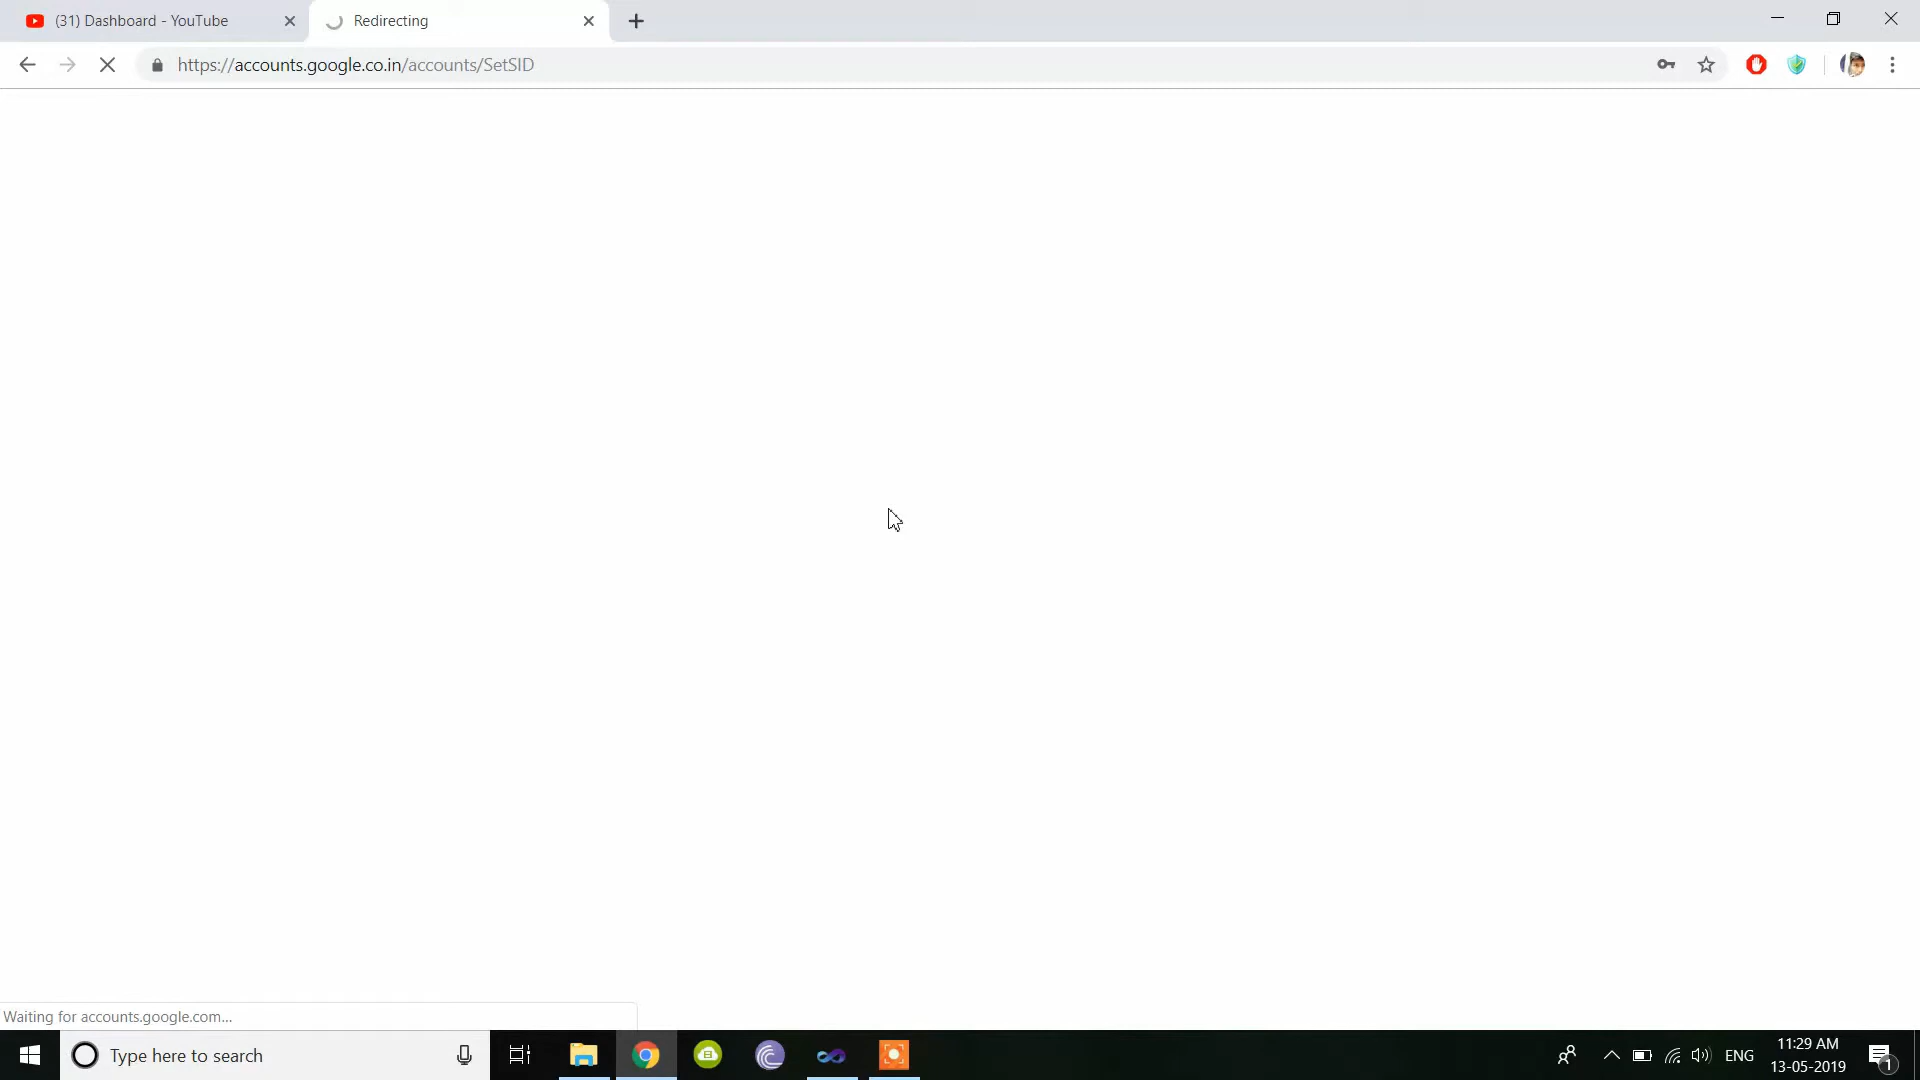 (31) Dashboard - YouTube
Redirecting
https://accounts.google.co.in/accounts/SetSID
Waiting for accounts.google.com...
Type here to search
ENG
11:29 AM
13-05-2019
1